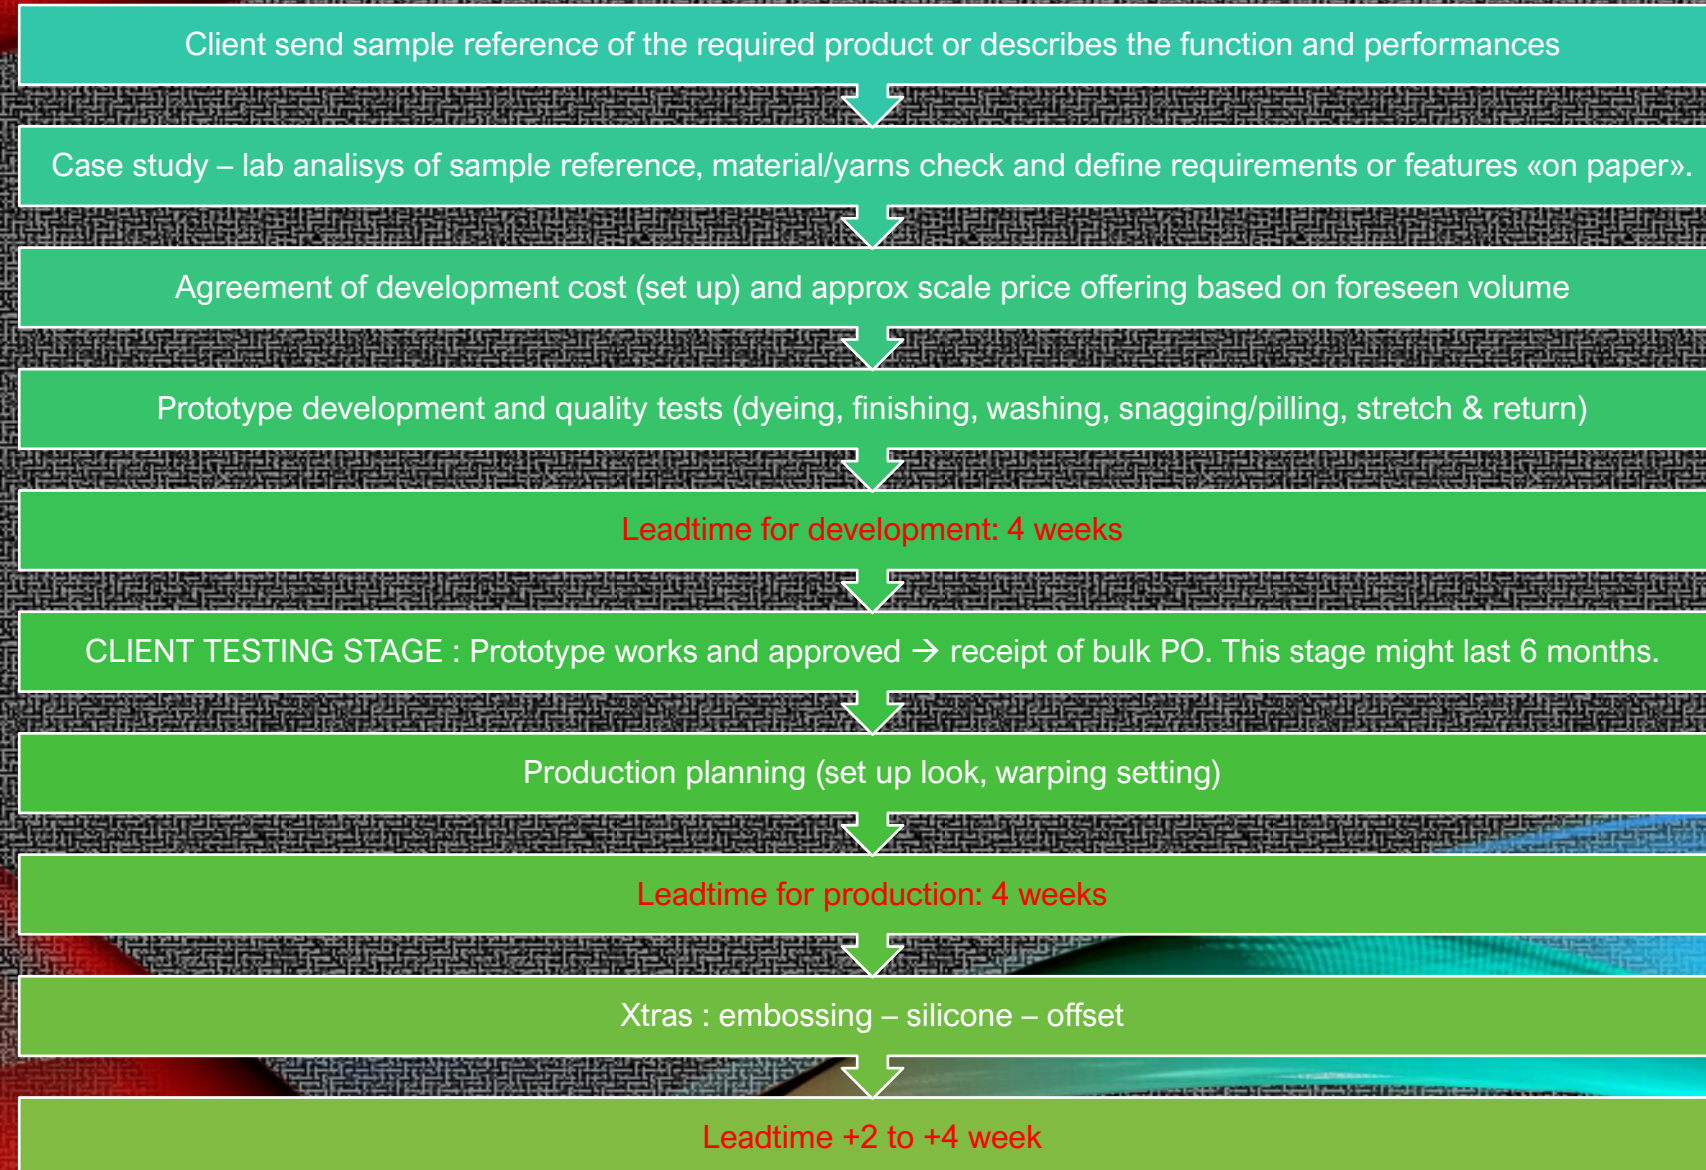 Client send sample reference of the required product or describes the function and performances
Case study – lab analisys of sample reference, material/yarns check and define requirements or features «on paper».
Agreement of development cost (set up) and approx scale price offering based on foreseen volume
Prototype development and quality tests (dyeing, finishing, washing, snagging/pilling, stretch & return)
Leadtime for development: 4 weeks
CLIENT TESTING STAGE : Prototype works and approved → receipt of bulk PO. This stage might last 6 months.
Production planning (set up look, warping setting)
Leadtime for production: 4 weeks
Xtras : embossing – silicone – offset
Leadtime +2 to +4 week